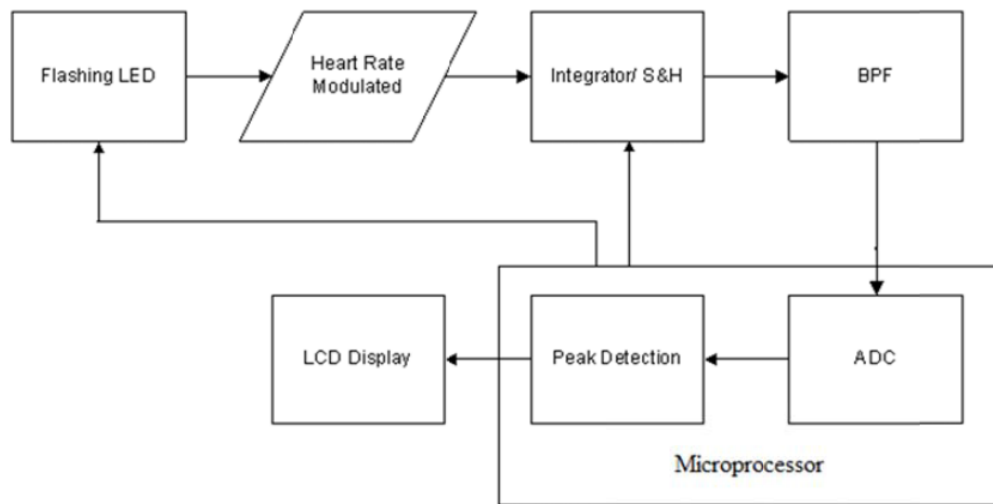 Flashing LED
Heart Rate
Modulated
Integrator/ S&H
BPF
LCD Display
Peak Detection
ADC
Microprocessor